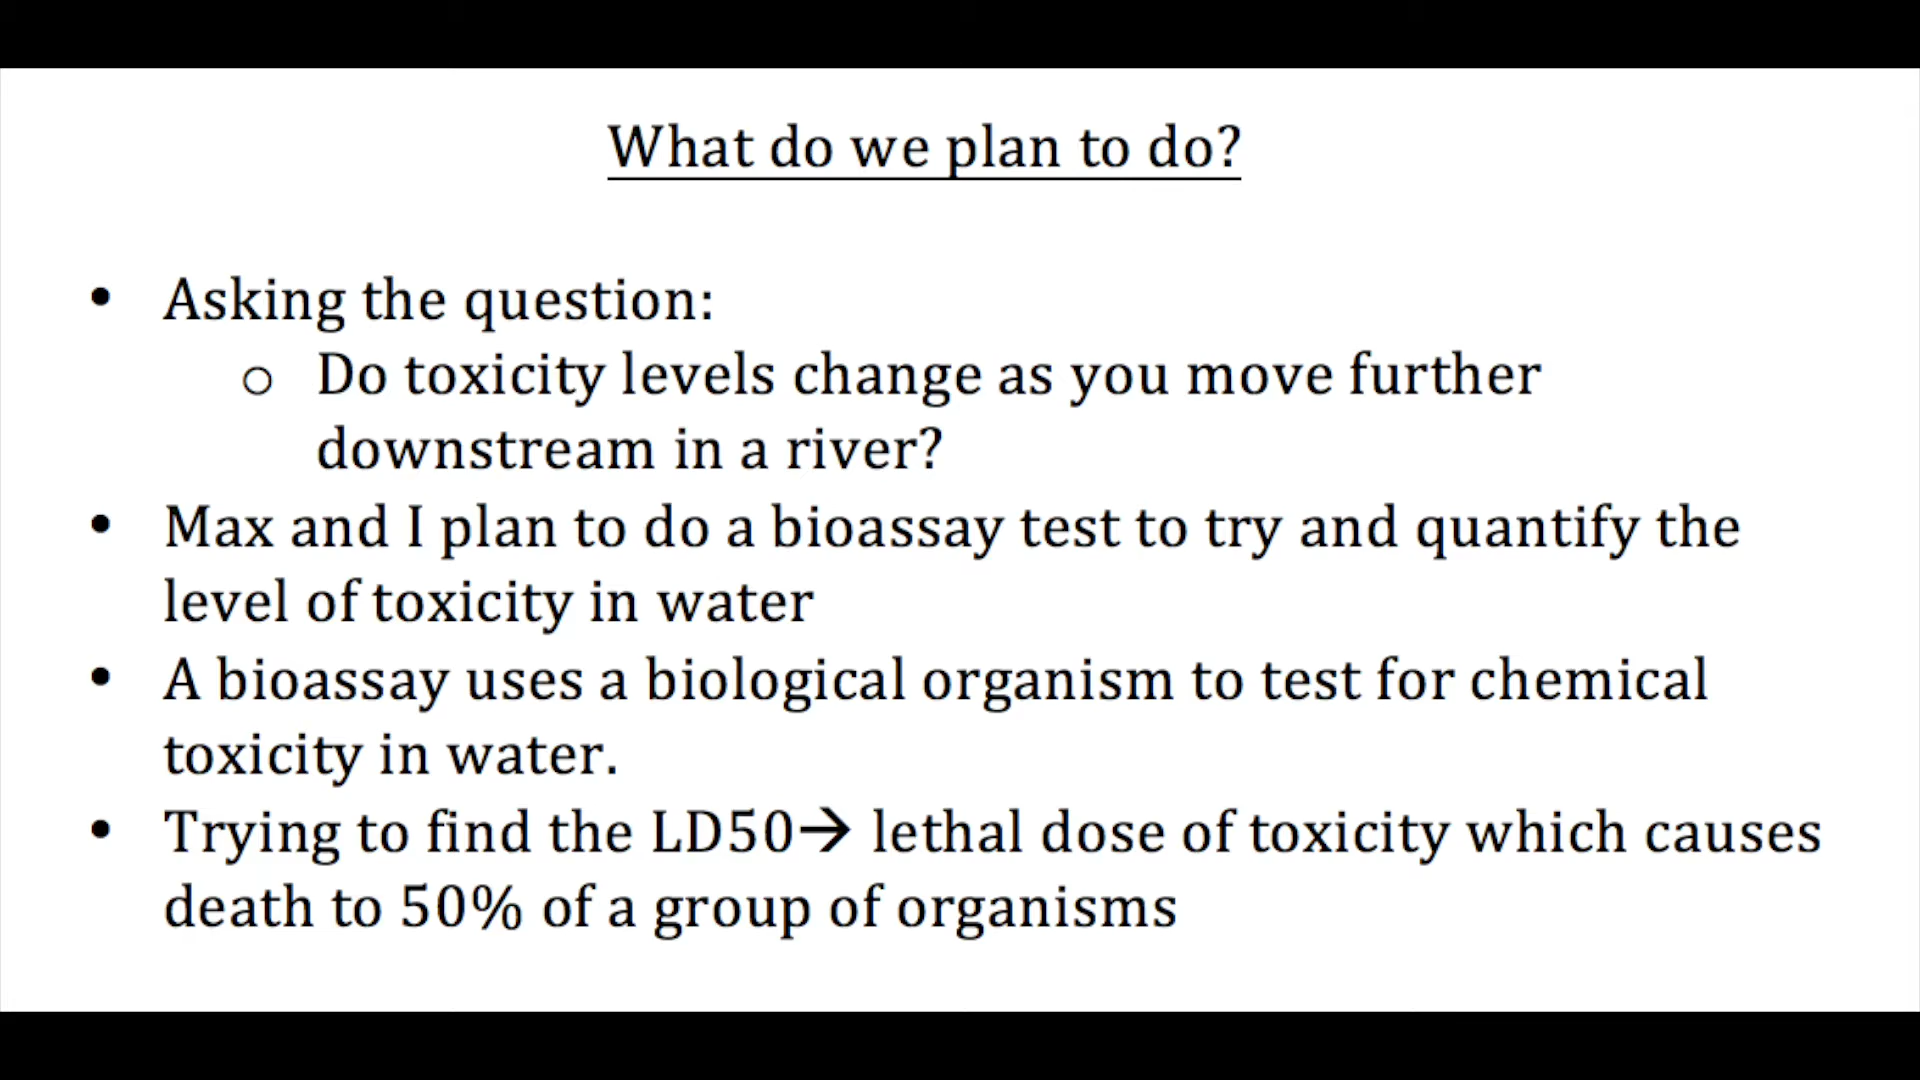 What do we plan to do?
• Asking the question:
o Do toxicity levels change as you move further
downstream in a river?
• Max and I plan to do a bioassay test to try and quantify the
level of toxicity in water
• A bioassay uses a biological organism to test for chemical
toxicity in water.
• Trying to find the LD50→ lethal dose of toxicity which causes
death to 50% of a group of organisms